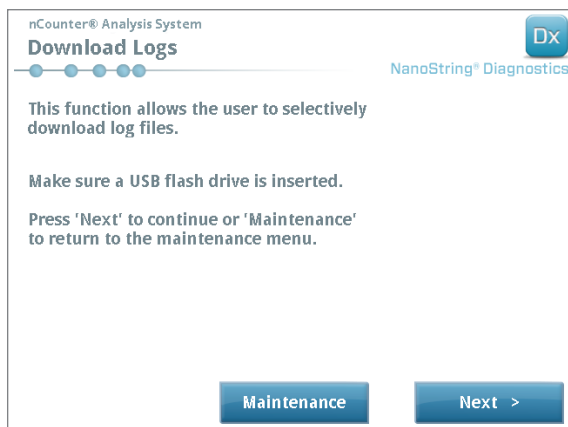 nCounter® Analysis System
Download Logs
Dx
NanoString® Diagnostics
This function allows the user to selectively
download log files.
Make sure a USB flash drive is inserted.
Press 'Next' to continue or 'Maintenance'
to return to the maintenance menu.
Maintenance
Next >